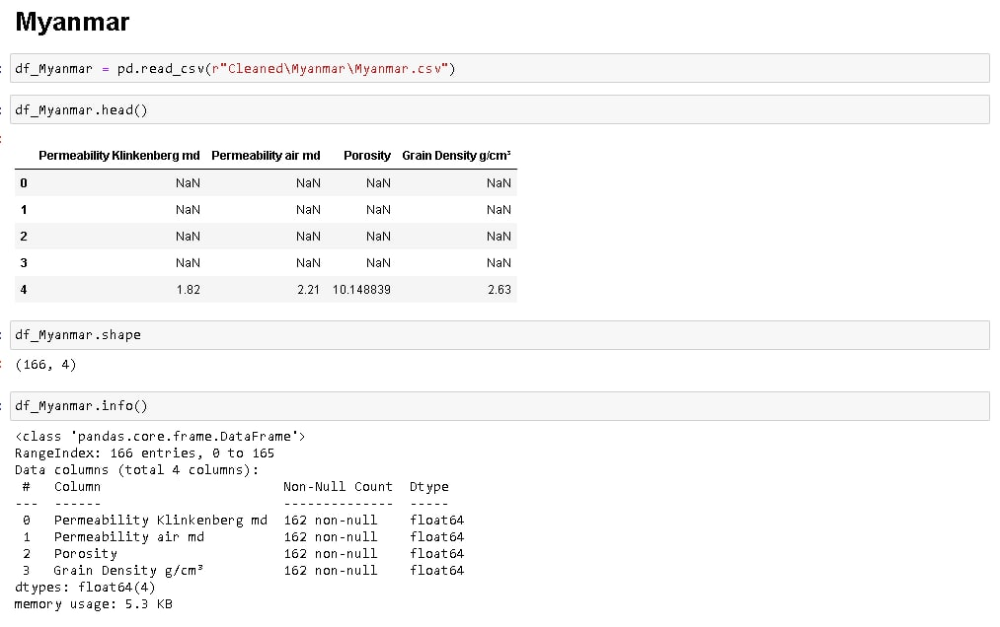 Myanmar
df_Myanmar = pd.read_csv(r"Cleaned\Myanmar\Myanmar.csv")
df_Myanmar.head()
Permeability Klinkenberg md Permeability air md Porosity Grain Density g/cm³
0 NaN NaN NaN NaN
1 NaN NaN NaN NaN
2 NaN NaN NaN NaN
3 NaN NaN NaN NaN
4 1.82 2.21 10.148839 2.63
df_Myanmar.shape
(166, 4)
df_Myanmar.info()
<class 'pandas.core.frame.DataFrame'>
RangeIndex: 166 entries, 0 to 165
Data columns (total 4 columns):
# Column Non-Null Count Dtype
--- ------ -------------- -----
0 Permeability Klinkenberg md 162 non-null float64
1 Permeability air md 162 non-null float64
2 Porosity 162 non-null float64
3 Grain Density g/cm³ 162 non-null float64
dtypes: float64(4)
memory usage: 5.3 KB